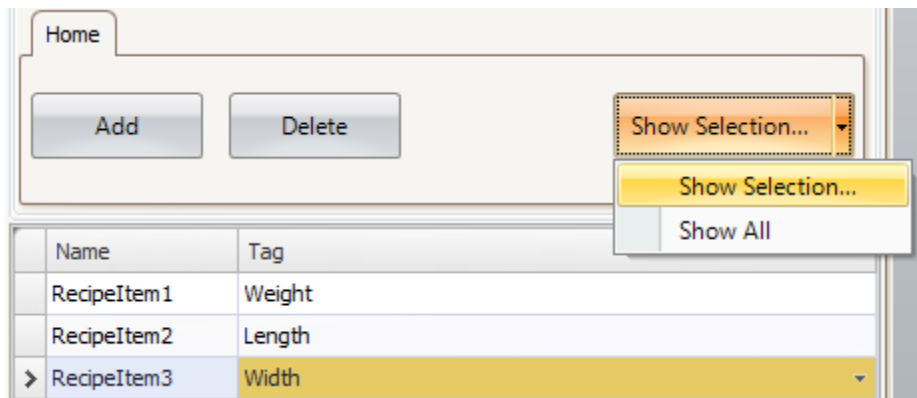 Home
Add Delete Show Selection...
Show Selection...
Show All
Name Tag
RecipeItem1 Weight
RecipeItem2 Length
RecipeItem3 Width